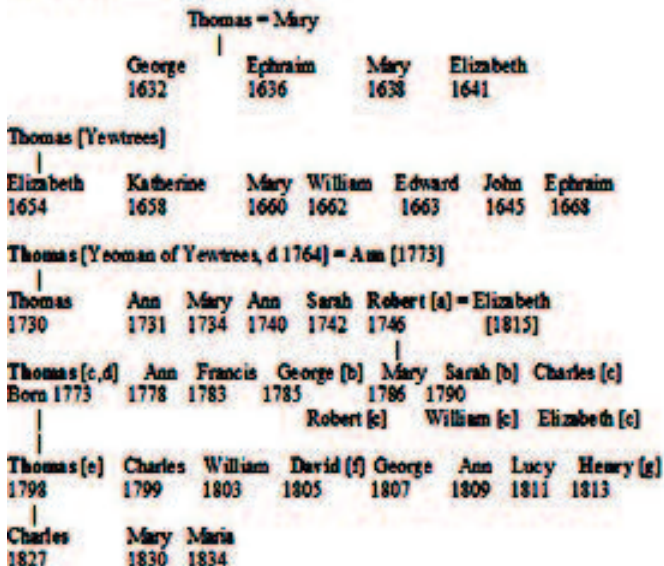 Thomas = Mary
George Ephraim Mary Elizabeth
1632 1636 1638 1641
Thomas [Yewtrees]
Elizabeth Katherine Mary William Edward John Ephraim
1654 1658 1660 1662 1663 1645 1668
Thomas [Yeoman of Yewtrees, d 1764] = Ann [1773]
Thomas Ann Mary Ann Sarah Robert [a] = Elizabeth
1730 1731 1734 1740 1742 1746 [1815]
Thomas [c,d] Ann Francis George [b] Mary Sarah [b] Charles [c]
Born 1773 1778 1783 1785 1786 1790
Robert [c] William [c] Elizabeth [c]
Thomas [e] Charles William David [f] George Ann Lucy Henry [g]
1798 1799 1803 1805 1807 1809 1811 1813
Charles Mary Maria
1827 1830 1834